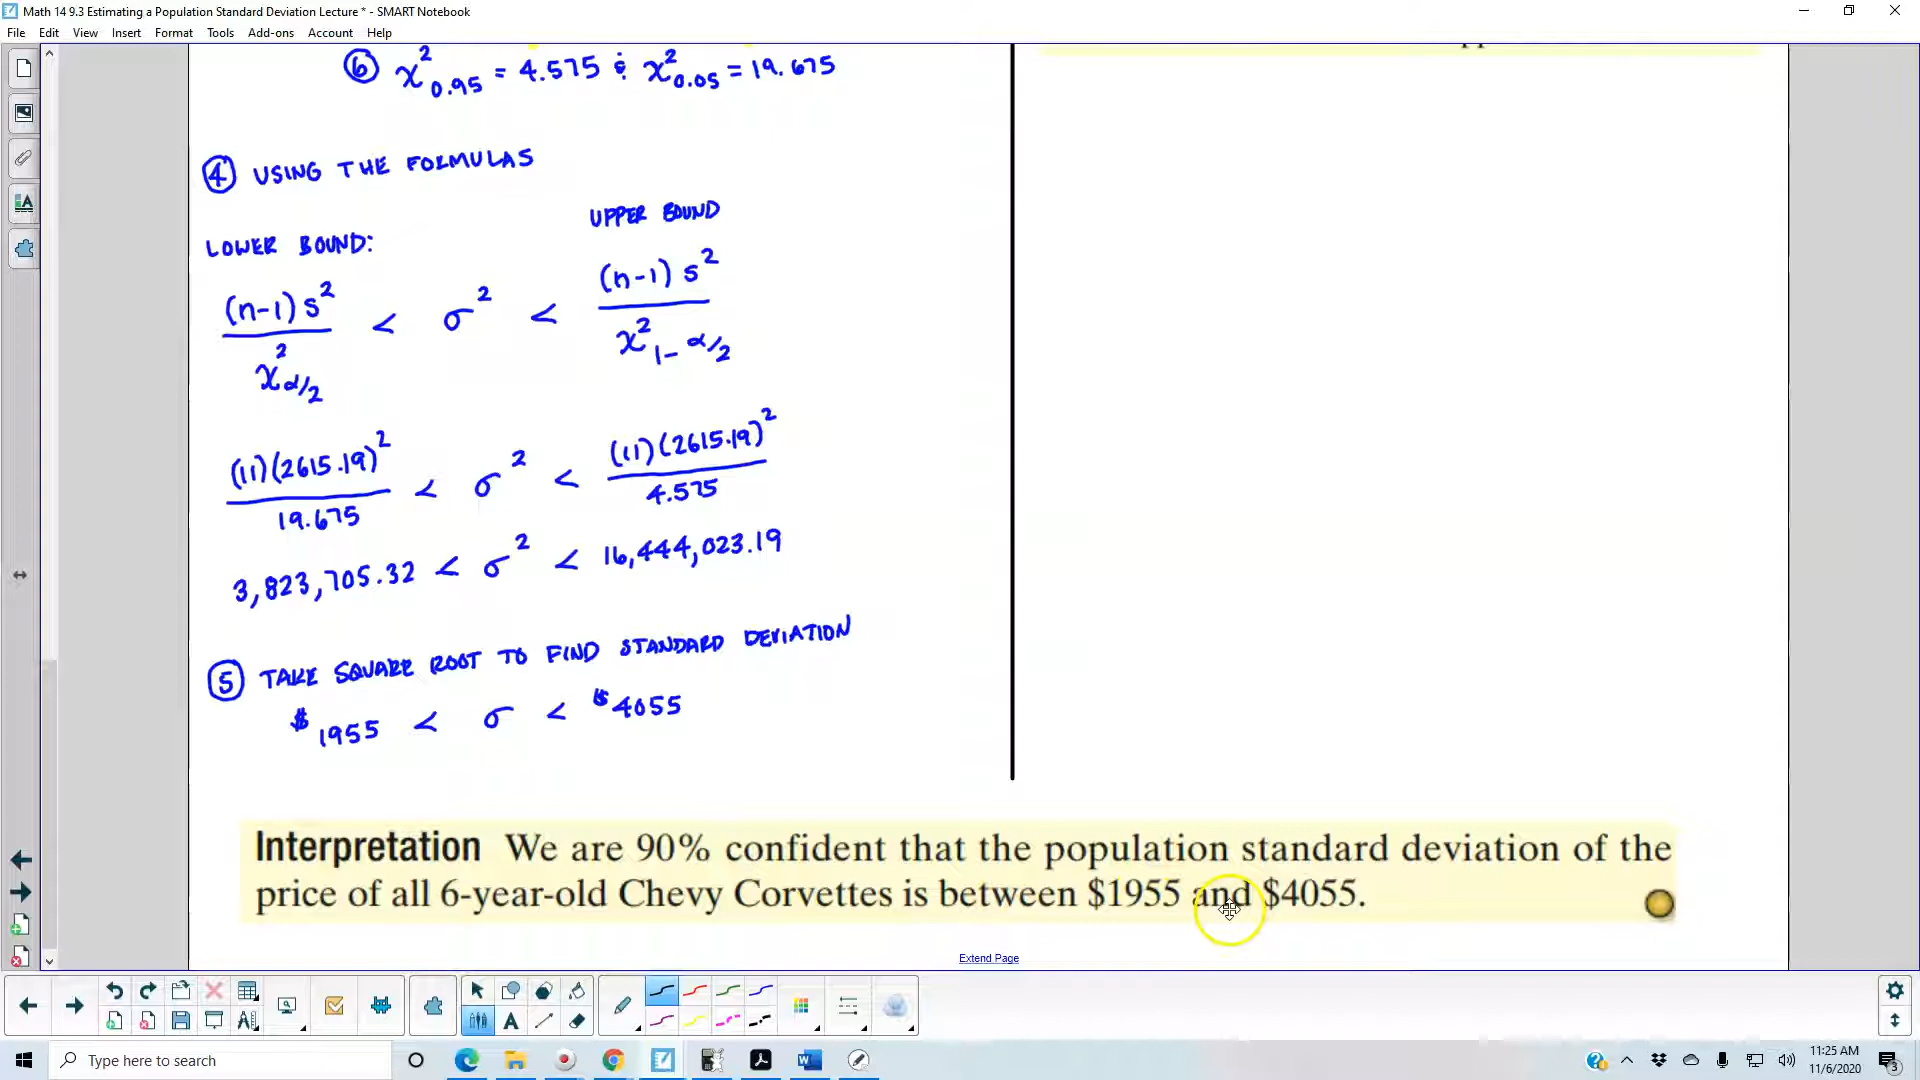 Math 14 9.3 Estimating a Population Standard Deviation Lecture * - SMART Notebook
File Edit View Insert Format Tools Add-ons Account Help
⑥ χ²0.95 = 4.575 & χ²0.05 = 19.675
④ USING THE FORMULAS
UPPER BOUND
LOWER BOUND:
(n-1) s² / χ²α/2 < σ² < (n-1) s² / χ²1-α/2
(11)(2615.19)² / 19.675 < σ² < (11)(2615.19)² / 4.575
3,823,705.32 < σ² < 16,444,023.19
⑤ TAKE SQUARE ROOT TO FIND STANDARD DEVIATION
$1955 < σ < $4055
Interpretation We are 90% confident that the population standard deviation of the
price of all 6-year-old Chevy Corvettes is between $1955 and $4055.
Extend Page
Type here to search
11:25 AM
11/6/2020